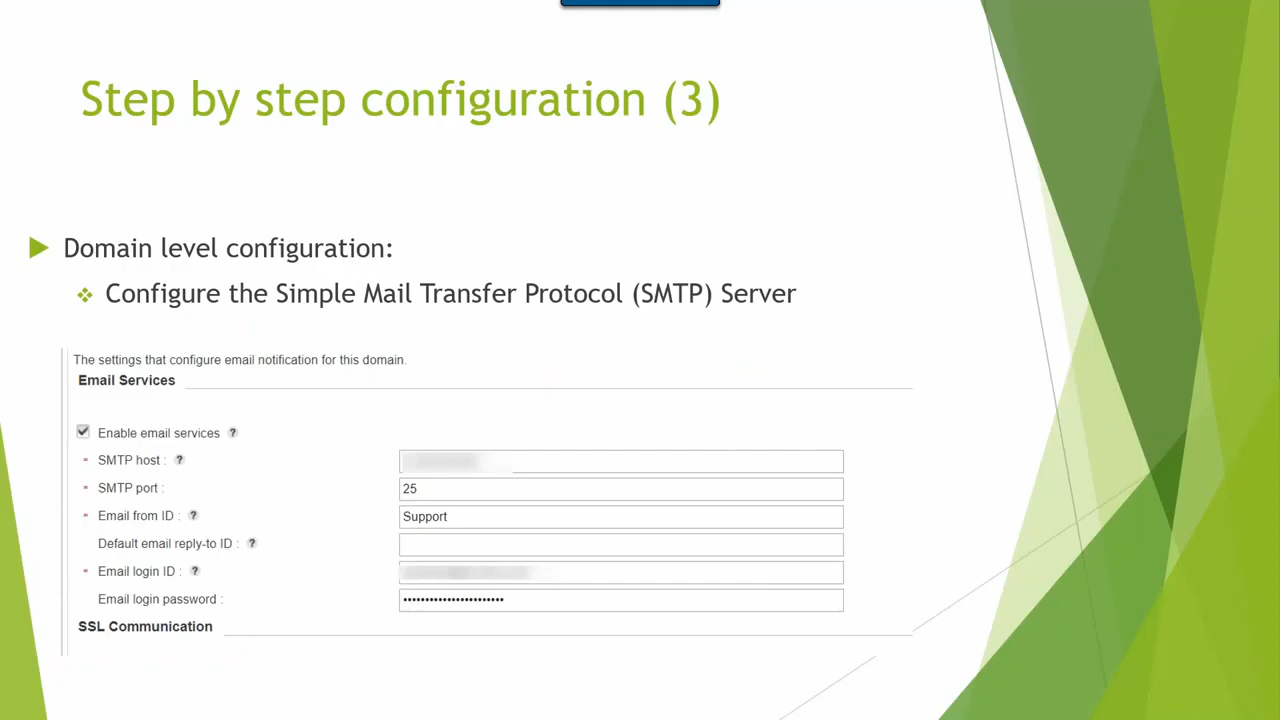 Step by step configuration (3)
Domain level configuration:
Configure the Simple Mail Transfer Protocol (SMTP) Server
The settings that configure email notification for this domain.
Email Services
Enable email services ?
* SMTP host : ?
* SMTP port : 25
* Email from ID : ? Support
Default email reply-to ID : ?
* Email login ID : ?
Email login password : •••••••••••••••••••••••
SSL Communication